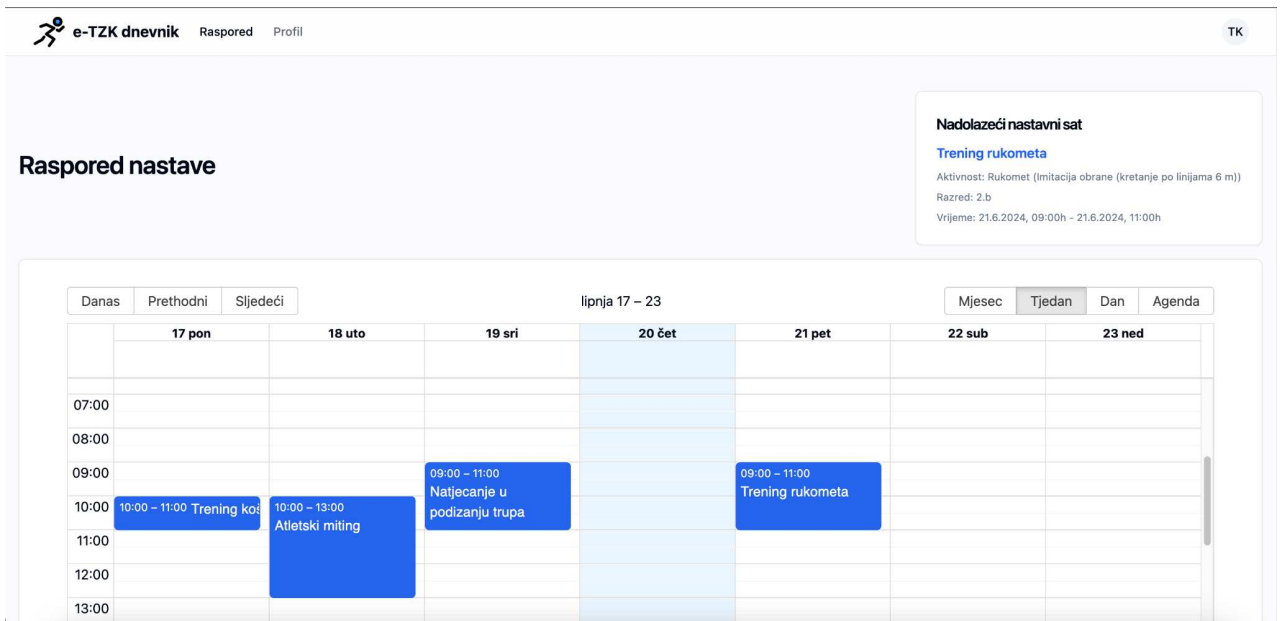 e-TZK dnevnik Raspored Profil TK
Nadolazeći nastavni sat
Trening rukometa
Aktivnost: Rukomet (Imitacija obrane (kretanje po linijama 6 m))
Razred: 2.b
Vrijeme: 21.6.2024, 09:00h - 21.6.2024, 11:00h
Raspored nastave
Danas Prethodni Sljedeći lipnja 17 – 23 Mjesec Tjedan Dan Agenda
17 pon 18 uto 19 sri 20 čet 21 pet 22 sub 23 ned
07:00
08:00
09:00
10:00
11:00
12:00
13:00
10:00 – 11:00 Trening koš
10:00 – 13:00
Atletski miting
09:00 – 11:00
Natjecanje u
podizanju trupa
09:00 – 11:00
Trening rukometa